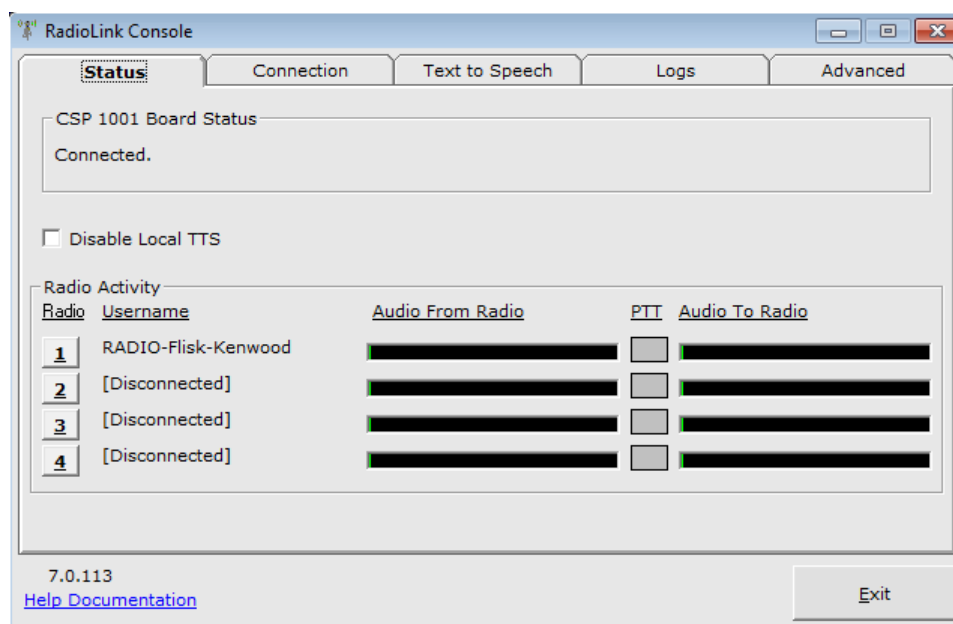 RadioLink Console
Status Connection Text to Speech Logs Advanced
CSP 1001 Board Status
Connected.
Disable Local TTS
Radio Activity
Radio Username Audio From Radio PTT Audio To Radio
1 RADIO-Flisk-Kenwood
2 [Disconnected]
3 [Disconnected]
4 [Disconnected]
7.0.113
Help Documentation
Exit